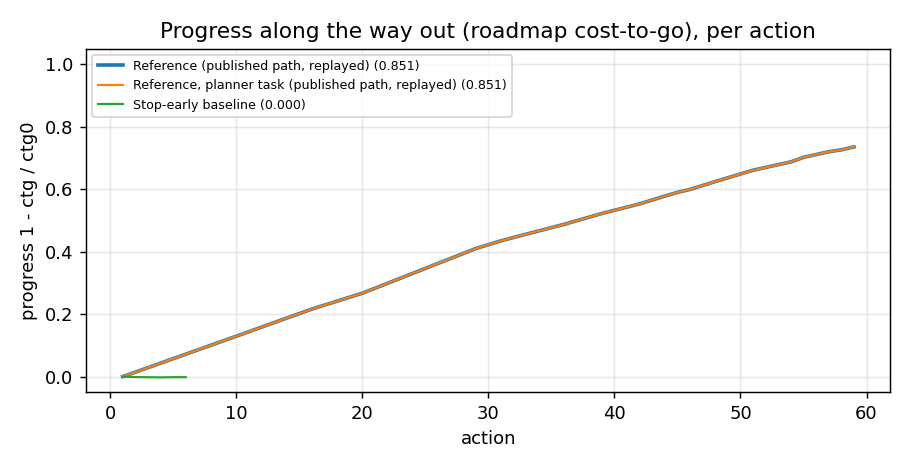 Progress along the way out (roadmap cost-to-go), per action
Reference (published path, replayed) (0.851)
Reference, planner task (published path, replayed) (0.851)
Stop-early baseline (0.000)
progress 1 - ctg / ctg0
1.0
0.8
0.6
0.4
0.2
0.0
0 10 20 30 40 50 60
action